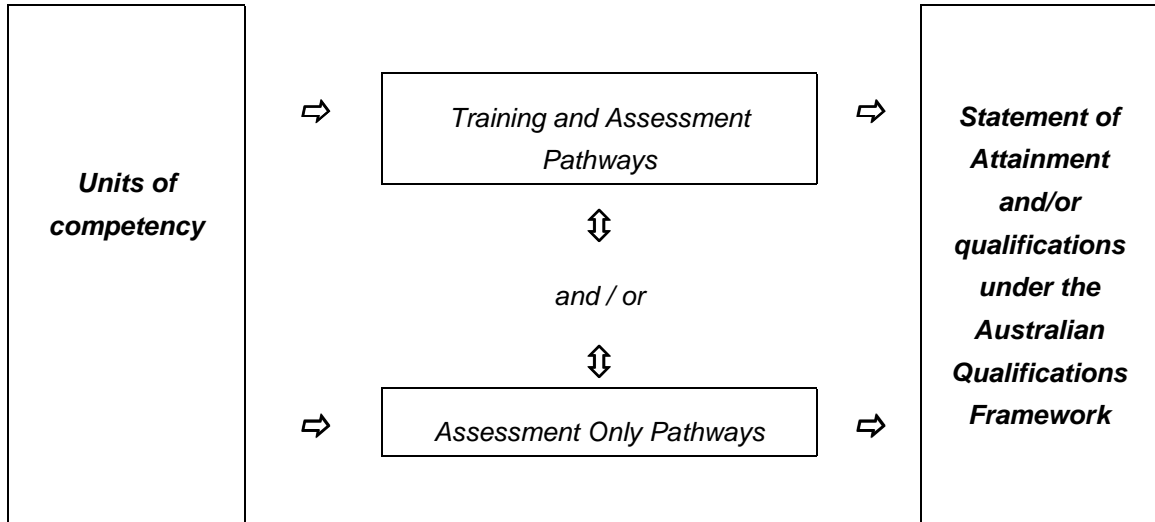 Units of
competency
Training and Assessment
Pathways
and / or
Assessment Only Pathways
Statement of
Attainment
and/or
qualifications
under the
Australian
Qualifications
Framework